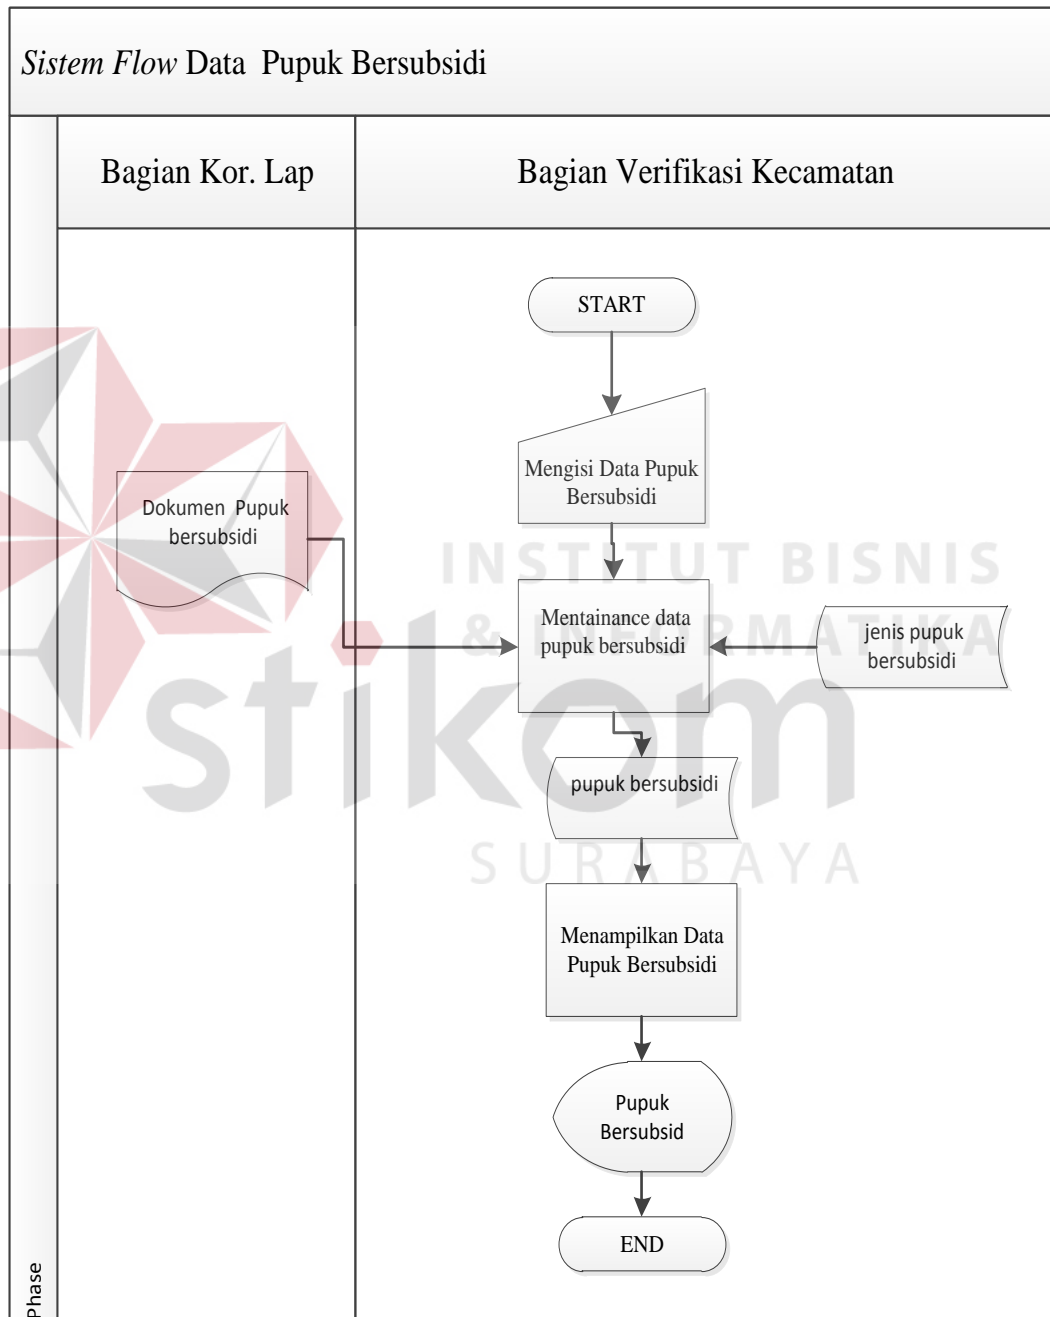 Sistem Flow Data Pupuk Bersubsidi
Bagian Kor. Lap
Bagian Verifikasi Kecamatan
START
Mengisi Data Pupuk
Bersubsidi
Dokumen Pupuk
bersubsidi
Mentainance data
pupuk bersubsidi
jenis pupuk
bersubsidi
pupuk bersubsidi
Menampilkan Data
Pupuk Bersubsidi
Pupuk
Bersubsid
END
Phase
INSTITUT BISNIS
& INFORMATIKA
stikom
SURABAYA